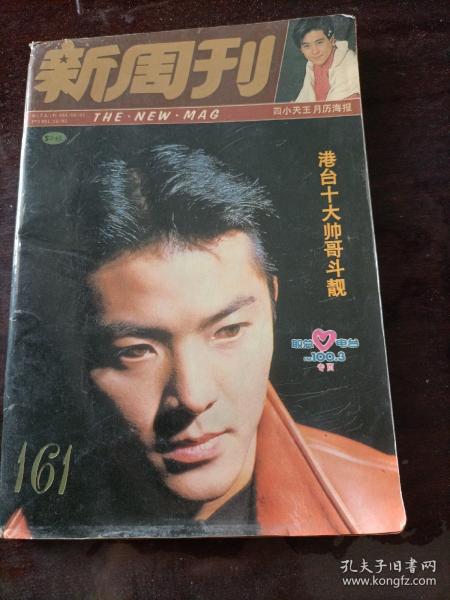 新周刊
THE·NEW·MAG
四小天王月历海报
港台十大帅哥斗靓
电台
FM100.3
专页
161
孔夫子旧书网
www.kongfz.com